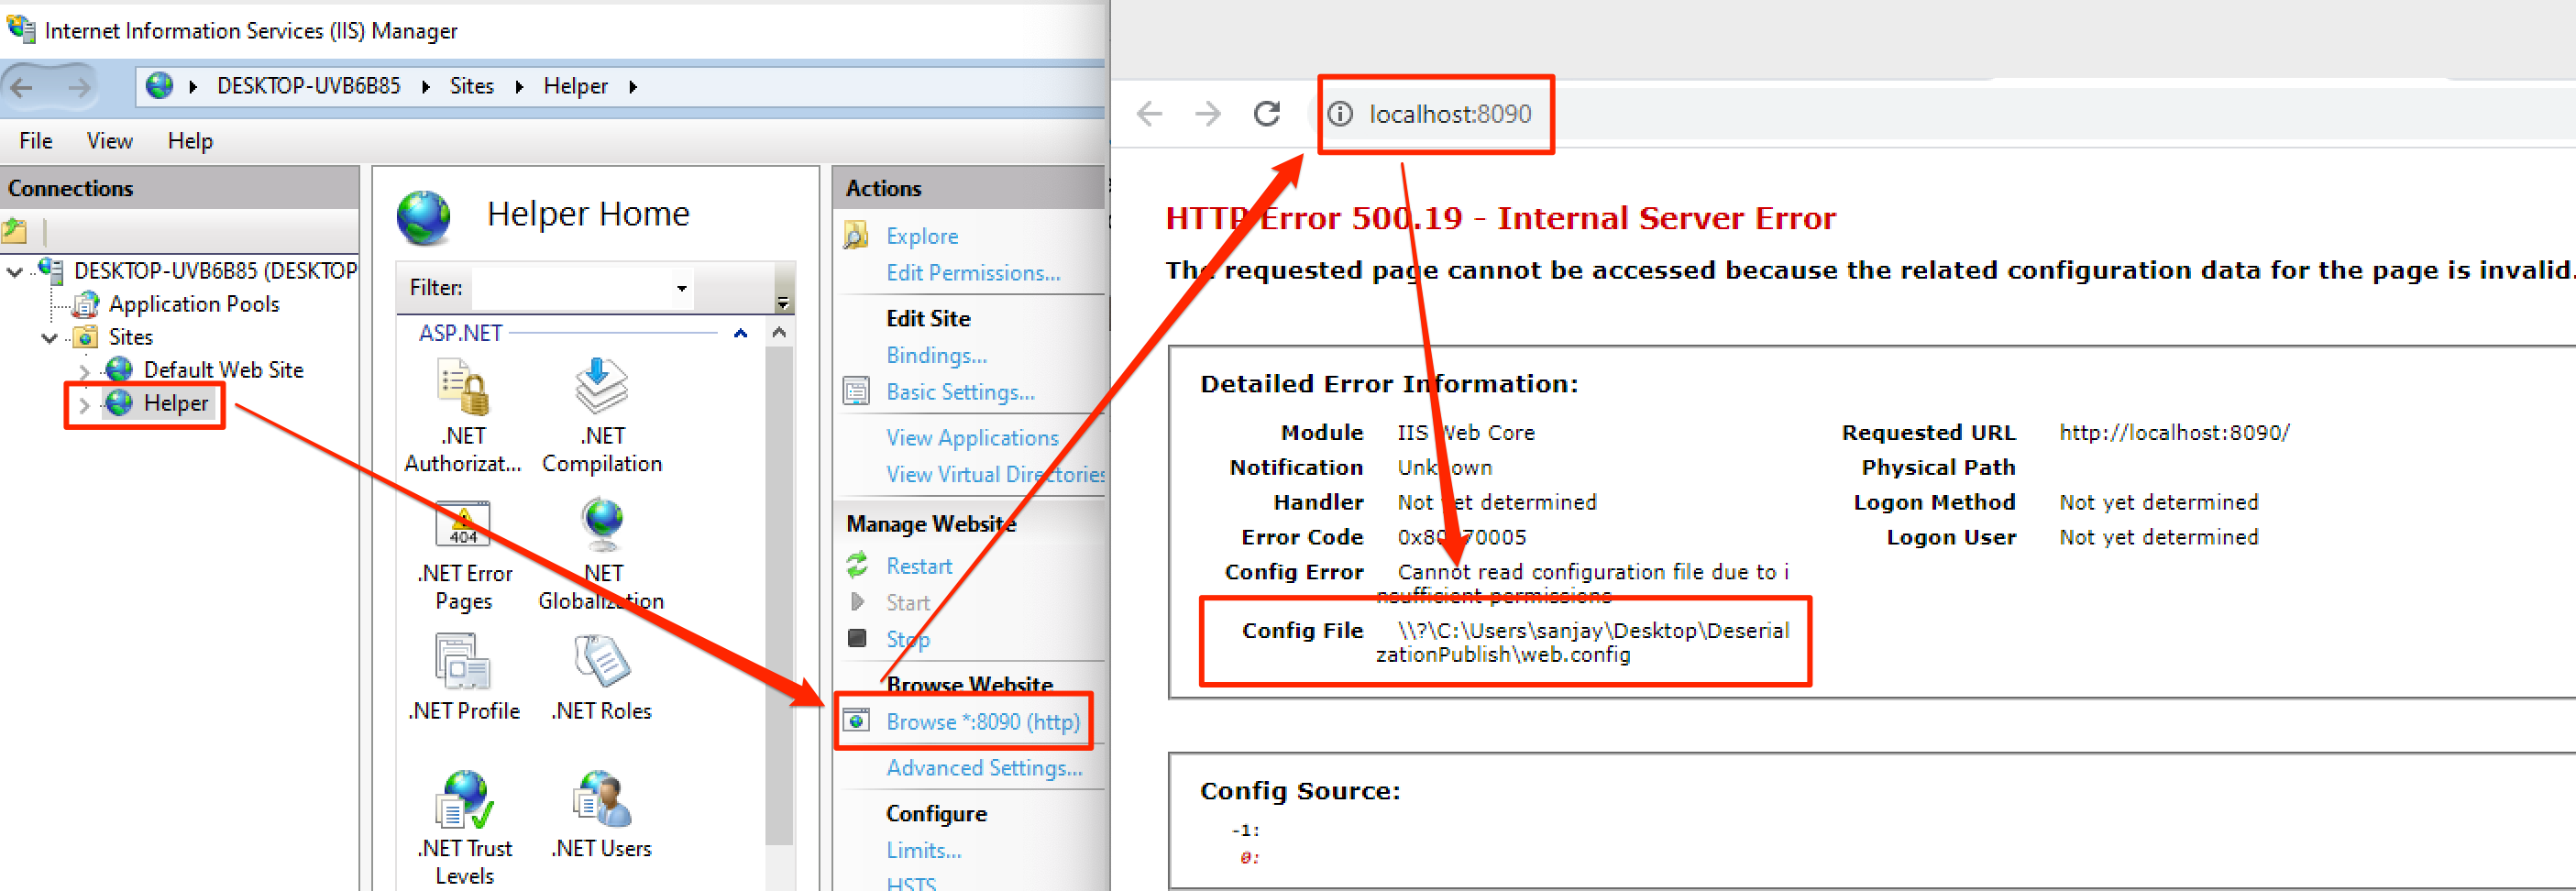 Internet Information Services (IIS) Manager
DESKTOP-UVB6B85 Sites Helper
File View Help
Connections
DESKTOP-UVB6B85 (DESKTOP
Application Pools
Sites
Default Web Site
Helper
Helper Home
Filter:
ASP.NET
.NET Authorizat...
.NET Compilation
.NET Error Pages
.NET Globalization
.NET Profile
.NET Roles
.NET Trust Levels
.NET Users
Actions
Explore
Edit Permissions...
Edit Site
Bindings...
Basic Settings...
View Applications
View Virtual Directories
Manage Website
Restart
Start
Stop
Browse Website
Browse *:8090 (http)
Advanced Settings...
Configure
Limits...
HSTS
localhost:8090
HTTP Error 500.19 - Internal Server Error
The requested page cannot be accessed because the related configuration data for the page is invalid.
Detailed Error Information:
Module IIS Web Core
Notification Unknown
Handler Not yet determined
Error Code 0x80070005
Config Error Cannot read configuration file due to i
nsufficient permissions
Config File \\?\C:\Users\sanjay\Desktop\Deserial
zationPublish\web.config
Requested URL http://localhost:8090/
Physical Path
Logon Method Not yet determined
Logon User Not yet determined
Config Source:
-1:
0: